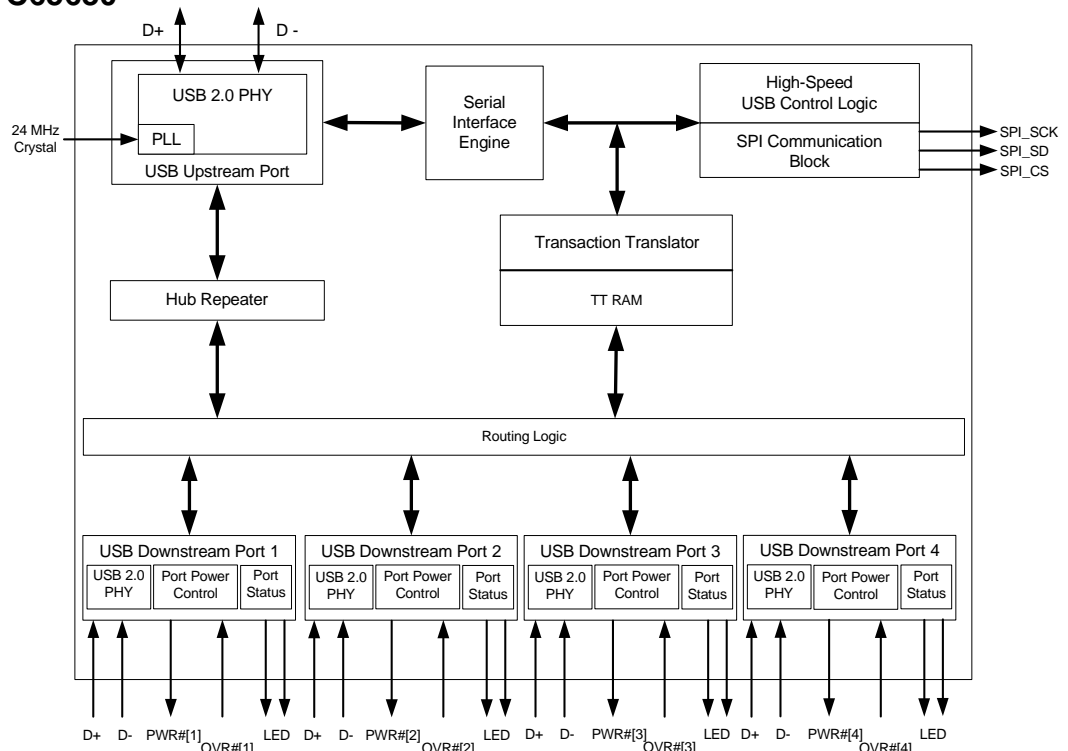 D+ D -
USB 2.0 PHY
PLL
USB Upstream Port
24 MHz
Crystal
Serial
Interface
Engine
High-Speed
USB Control Logic
SPI Communication
Block
SPI_SCK
SPI_SD
SPI_CS
Transaction Translator
TT RAM
Hub Repeater
Routing Logic
USB Downstream Port 1
USB 2.0
PHY
Port Power
Control
Port
Status
USB Downstream Port 2
USB 2.0
PHY
Port Power
Control
Port
Status
USB Downstream Port 3
USB 2.0
PHY
Port Power
Control
Port
Status
USB Downstream Port 4
USB 2.0
PHY
Port Power
Control
Port
Status
D+ D- PWR#[1] OVR#[1] LED
D+ D- PWR#[2] OVR#[2] LED
D+ D- PWR#[3] OVR#[3] LED
D+ D- PWR#[4] OVR#[4] LED